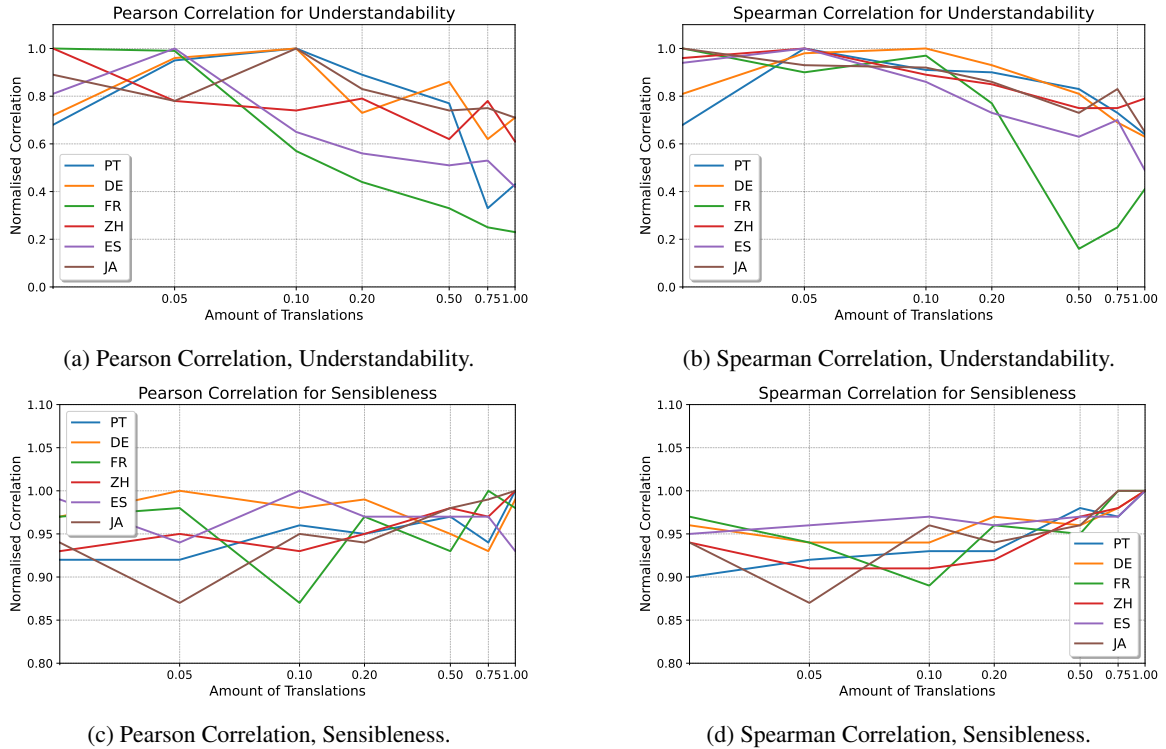 Pearson Correlation for Understandability
1.0
0.8
0.6
0.4
0.2
0.0
Normalised Correlation
PT
DE
FR
ZH
ES
JA
0.05
0.10
0.20
0.50
0.75
1.00
Amount of Translations
(a) Pearson Correlation, Understandability.
Spearman Correlation for Understandability
1.0
0.8
0.6
0.4
0.2
0.0
Normalised Correlation
PT
DE
FR
ZH
ES
JA
0.05
0.10
0.20
0.50
0.75
1.00
Amount of Translations
(b) Spearman Correlation, Understandability.
Pearson Correlation for Sensibleness
1.10
1.05
1.00
0.95
0.90
0.85
0.80
Normalised Correlation
PT
DE
FR
ZH
ES
JA
0.05
0.10
0.20
0.50
0.75
1.00
Amount of Translations
(c) Pearson Correlation, Sensibleness.
Spearman Correlation for Sensibleness
1.10
1.05
1.00
0.95
0.90
0.85
0.80
Normalised Correlation
PT
DE
FR
ZH
ES
JA
0.05
0.10
0.20
0.50
0.75
1.00
Amount of Translations
(d) Spearman Correlation, Sensibleness.